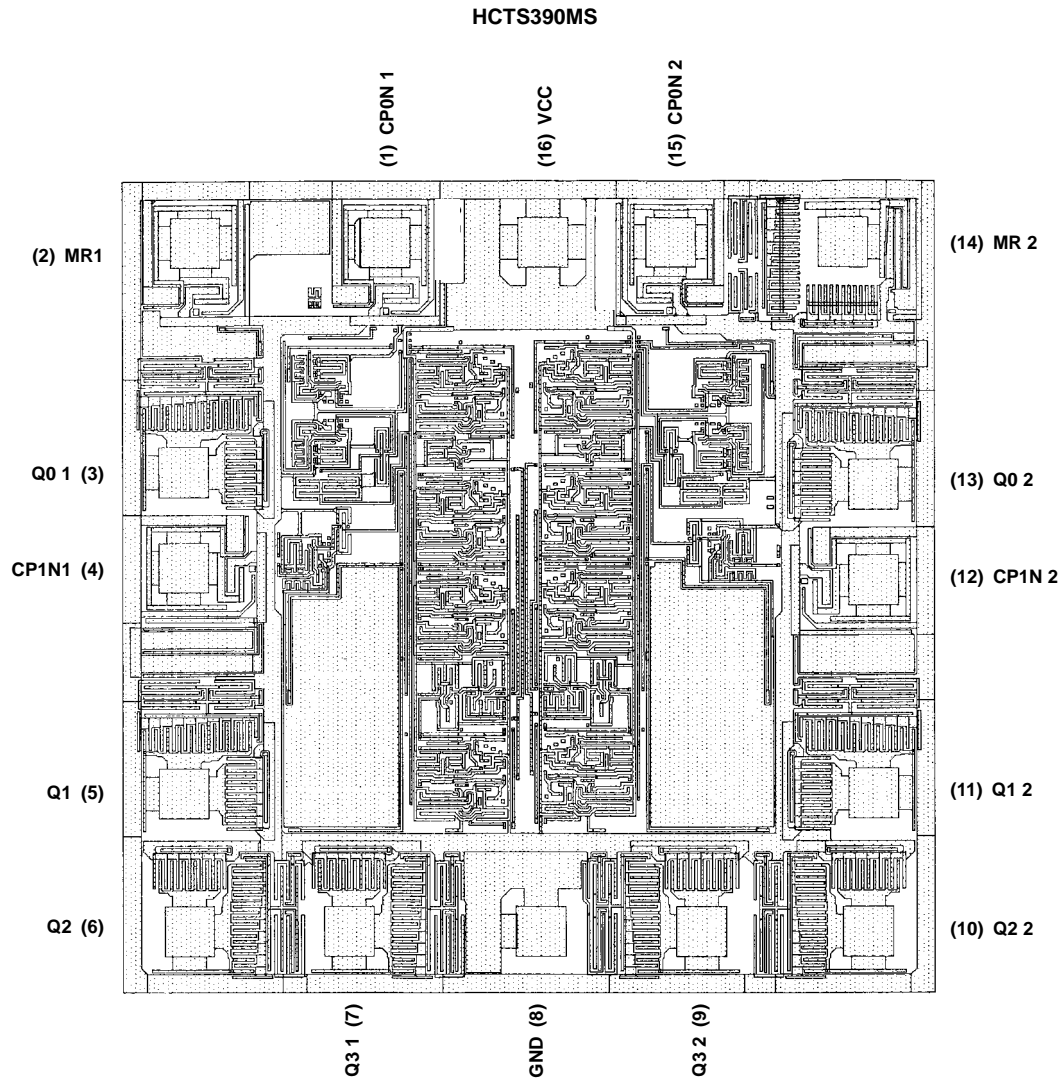 HCTS390MS
(1) CP0N 1
(16) VCC
(15) CP0N 2
(2) MR1
(14) MR 2
Q0 1 (3)
(13) Q0 2
CP1N1 (4)
(12) CP1N 2
Q1 (5)
(11) Q1 2
Q2 (6)
(10) Q2 2
Q3 1 (7)
GND (8)
Q3 2 (9)